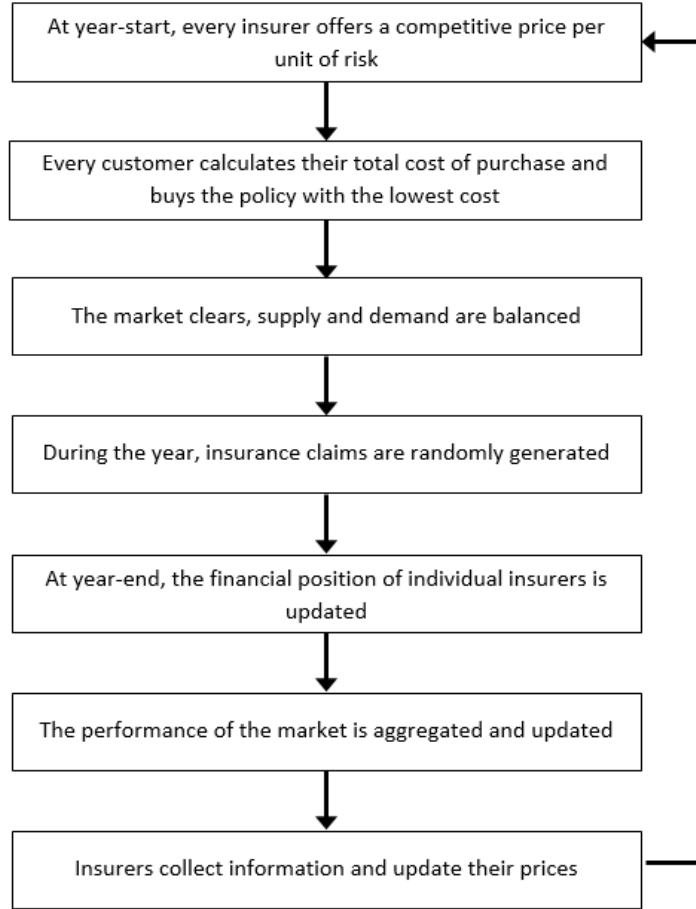 At year-start, every insurer offers a competitive price per
unit of risk
Every customer calculates their total cost of purchase and
buys the policy with the lowest cost
The market clears, supply and demand are balanced
During the year, insurance claims are randomly generated
At year-end, the financial position of individual insurers is
updated
The performance of the market is aggregated and updated
Insurers collect information and update their prices